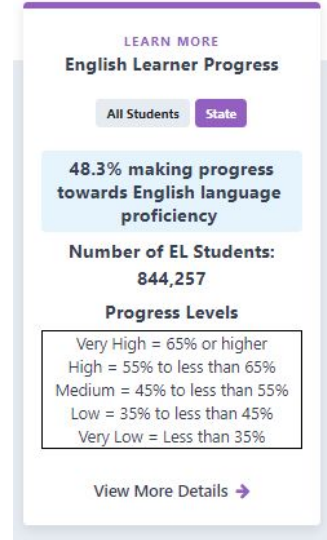 LEARN MORE
English Learner Progress
All Students State
48.3% making progress
towards English language
proficiency
Number of EL Students:
844,257
Progress Levels
Very High = 65% or higher
High = 55% to less than 65%
Medium = 45% to less than 55%
Low = 35% to less than 45%
Very Low = Less than 35%
View More Details →